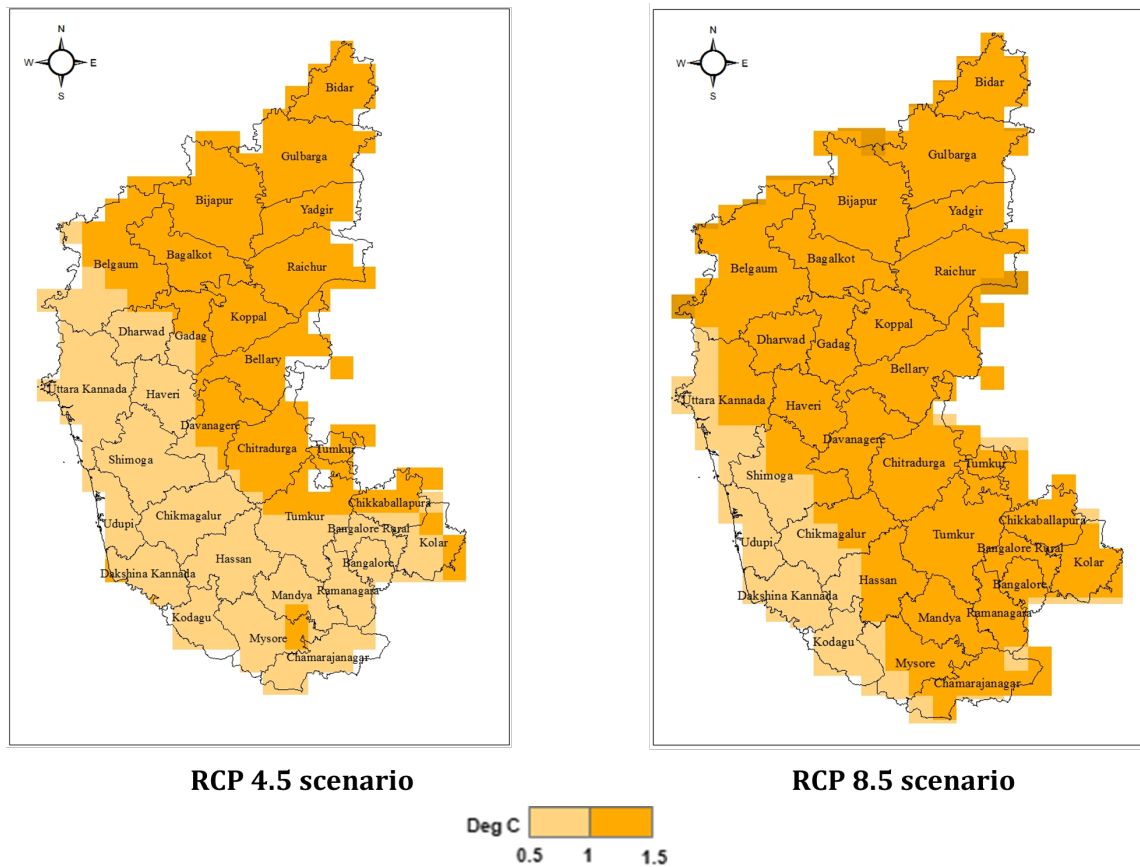 N
W E
S
Bidar
Gulbarga
Bijapur
Yadgir
Bagalkot
Belgaum
Raichur
Koppal
Dharwad
Gadag
Bellary
Uttara Kannada
Haveri
Davanagere
Chitradurga
Tumkur
Shimoga
Chikkaballapura
Chikmagalur
Tumkur
Udupi
Bangalore Rural
Kolar
Hassan
Bangalore
Dakshina Kannada
Mandya
Ramanagara
Kodagu
Mysore
Chamarajanagar
RCP 4.5 scenario
N
W E
S
Bidar
Gulbarga
Bijapur
Yadgir
Belgaum
Bagalkot
Raichur
Koppal
Dharwad
Gadag
Bellary
Uttara Kannada
Haveri
Davanagere
Chitradurga
Tumkur
Shimoga
Chikkaballapura
Chikmagalur
Tumkur
Udupi
Bangalore Rural
Kolar
Hassan
Bangalore
Dakshina Kannada
Mandya
Ramanagara
Kodagu
Mysore
Chamarajanagar
RCP 8.5 scenario
Deg C
0.5 1 1.5